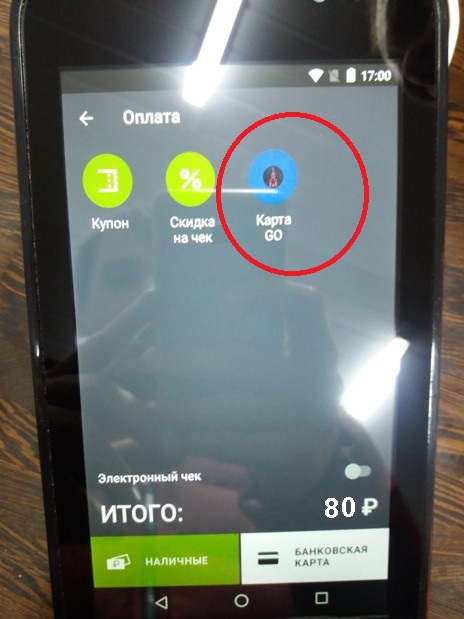 17:00
Оплата
Купон
Скидка
на чек
Карта
GO
Электронный чек
ИТОГО:
80 ₽
НАЛИЧНЫЕ
БАНКОВСКАЯ
КАРТА